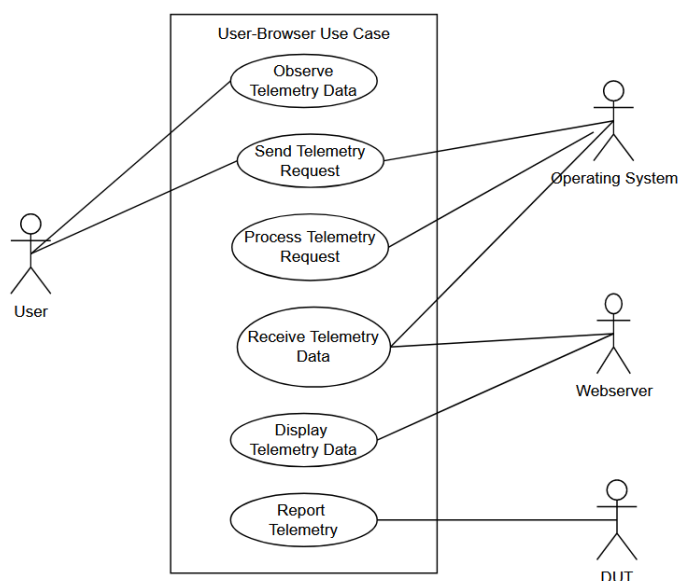 User-Browser Use Case
Observe
Telemetry Data
Send Telemetry
Request
Operating System
Process Telemetry
Request
User
Receive Telemetry
Data
Webserver
Display
Telemetry Data
Report
Telemetry
DUT